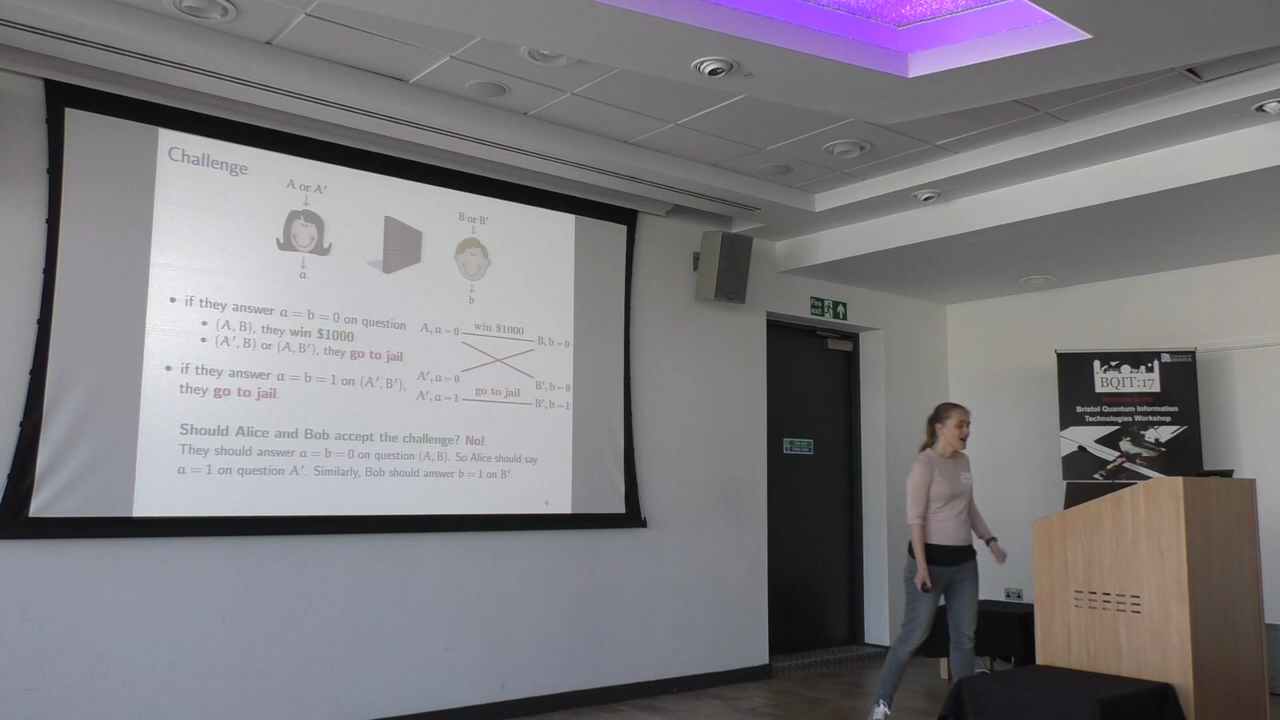 Challenge
A or A′
B or B′
a
b
• if they answer a = b = 0 on question
• (A, B), they win $1000
• (A′, B) or (A, B′), they go to jail
• if they answer a = b = 1 on (A′, B′),
they go to jail.
A, a = 0
win $1000
B, b = 0
A′, a = 0
B′, b = 0
A′, a = 1
go to jail
B′, b = 1
Should Alice and Bob accept the challenge? No!
They should answer a = b = 0 on question (A, B). So Alice should say
a = 1 on question A′. Similarly, Bob should answer b = 1 on B′.
Fire
exit
BQIT:17
Welcome to the
Bristol Quantum Information
Technologies Workshop